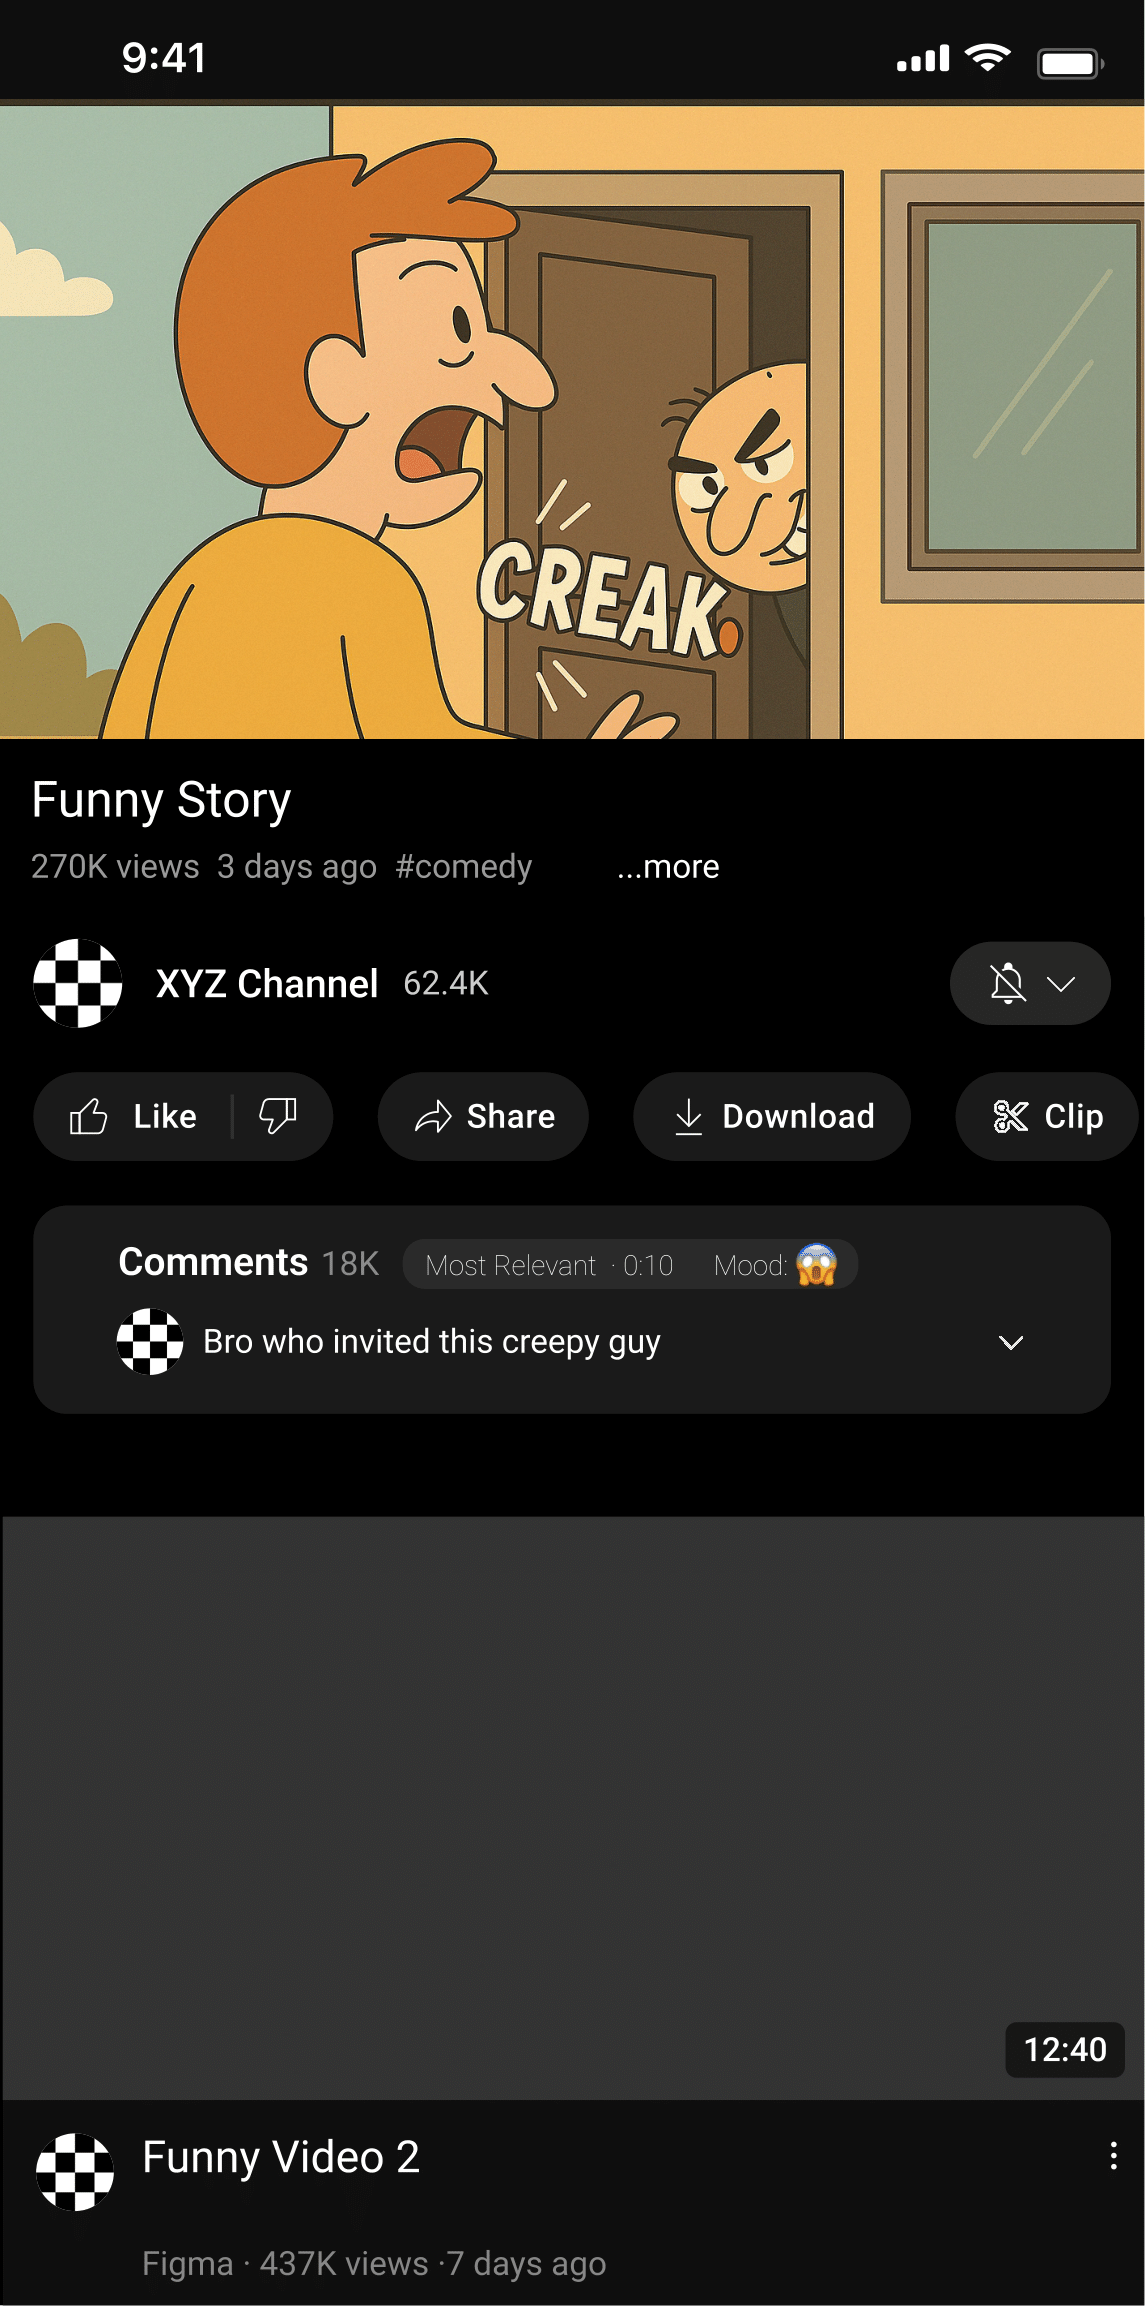 9:41
CREAK.
Funny Story
270K views 3 days ago #comedy ...more
XYZ Channel 62.4K
Like Share Download Clip
Comments 18K Most Relevant · 0:10 Mood: 😱
Bro who invited this creepy guy
12:40
Funny Video 2
Figma · 437K views ·7 days ago